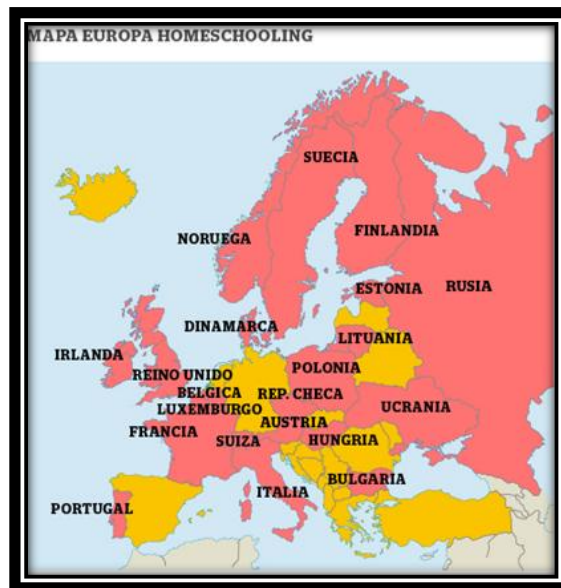 MAPA EUROPA HOMESCHOOLING
SUECIA
NORUEGA
FINLANDIA
ESTONIA
RUSIA
DINAMARCA
LITUANIA
IRLANDA
POLONIA
REINO UNIDO
BELGICA
REP. CHECA
LUXEMBURGO
UCRANIA
AUSTRIA
FRANCIA
SUIZA
HUNGRIA
BULGARIA
ITALIA
PORTUGAL